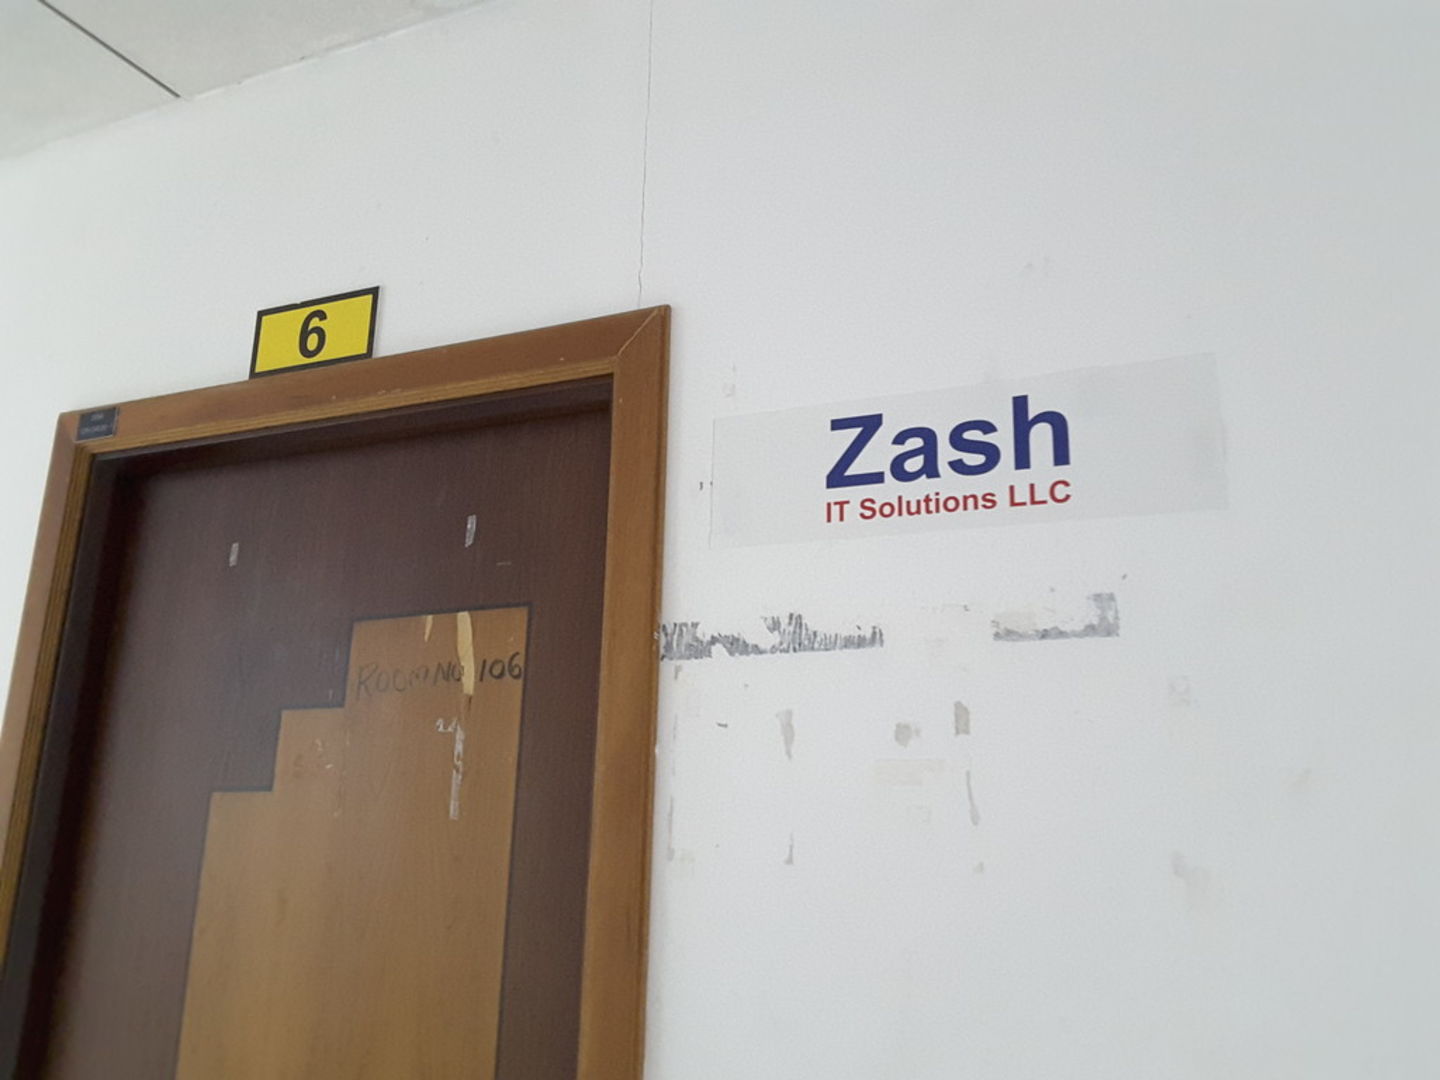 6
Zash
IT Solutions LLC
ROOM NO 106